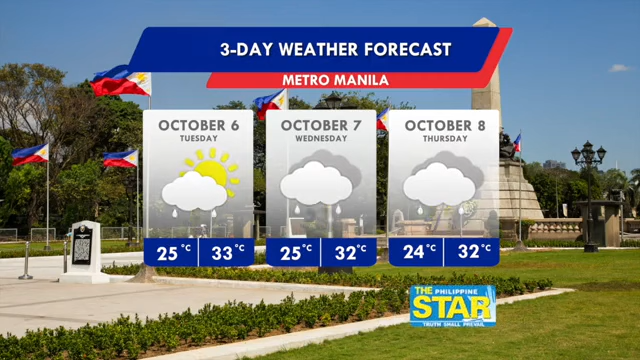 3-DAY WEATHER FORECAST
METRO MANILA
OCTOBER 6
TUESDAY
25 °C
33 °C
OCTOBER 7
WEDNESDAY
25 °C
32 °C
OCTOBER 8
THURSDAY
24 °C
32 °C
THE PHILIPPINE
STAR
TRUTH SHALL PREVAIL